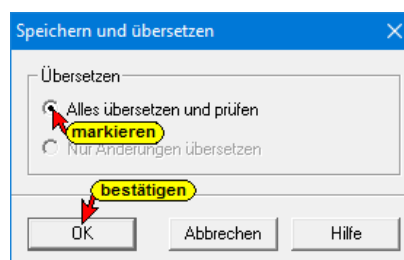 Speichern und übersetzen
Übersetzen
Alles übersetzen und prüfen
markieren
Nur Änderungen übersetzen
bestätigen
OK Abbrechen Hilfe